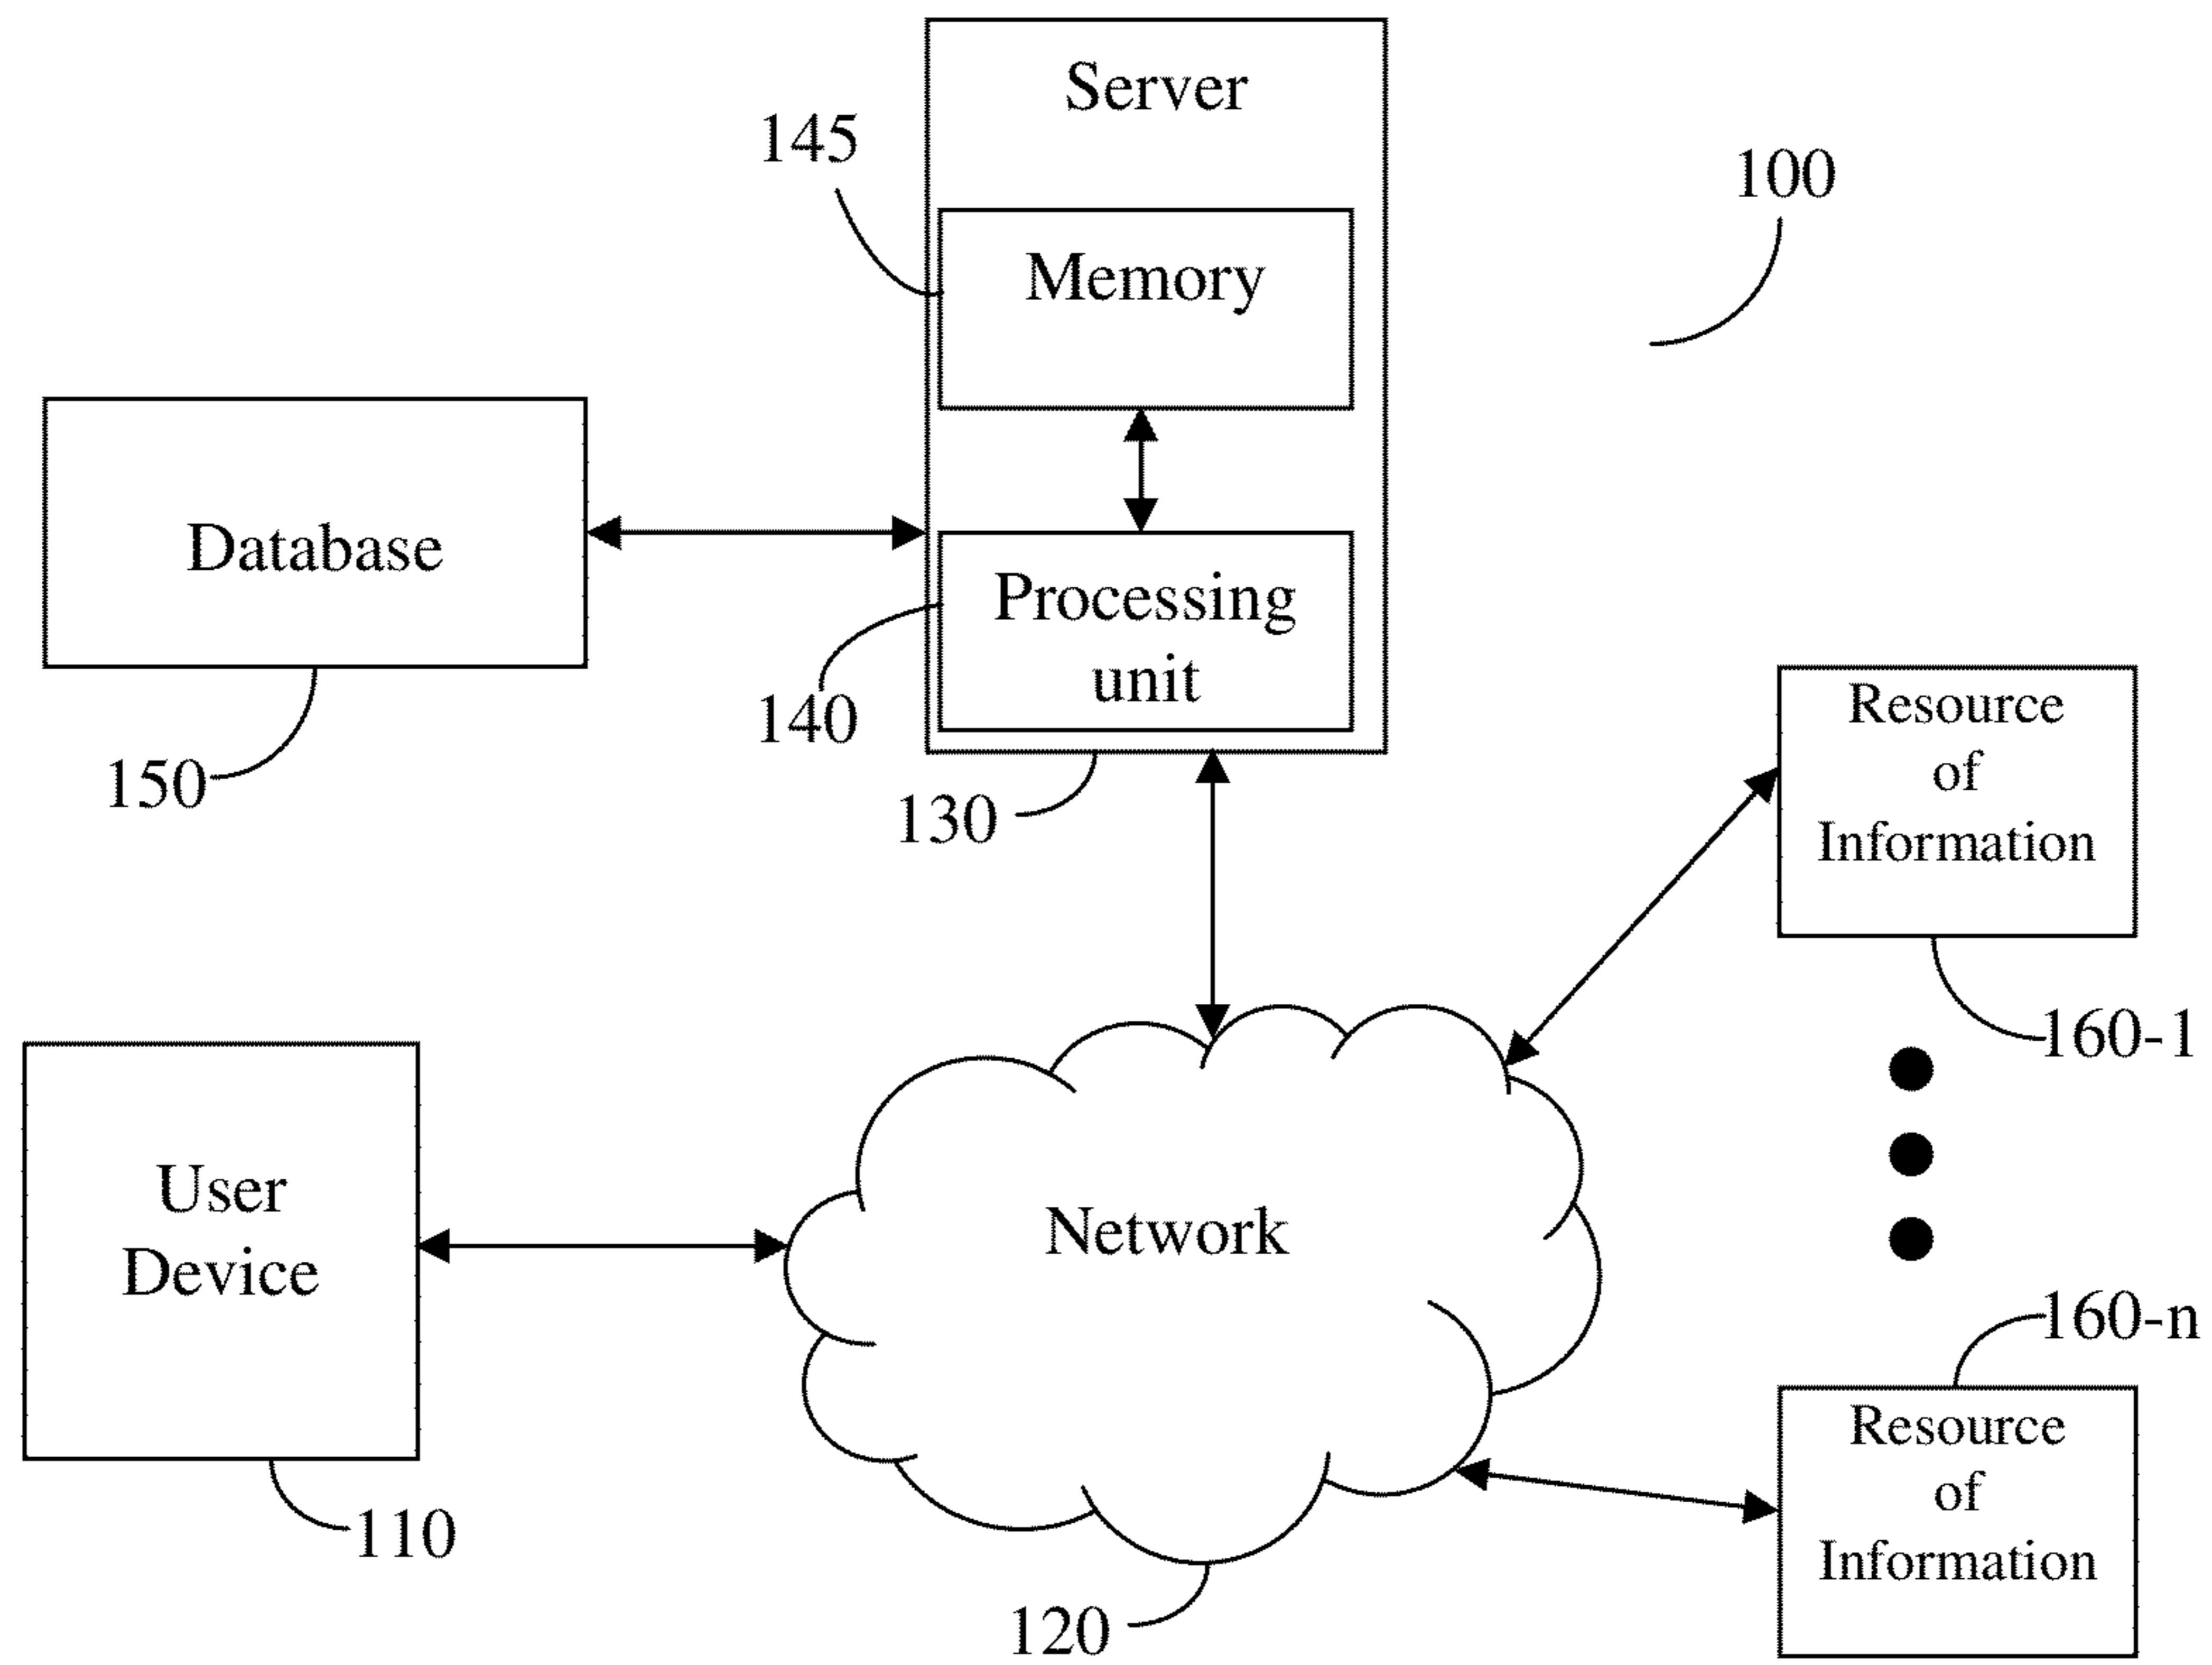 Server
145
100
Memory
Database
Processing
unit
140
150
130
Resource
of
Information
160-1
User
Device
Network
160-n
Resource
of
Information
110
120